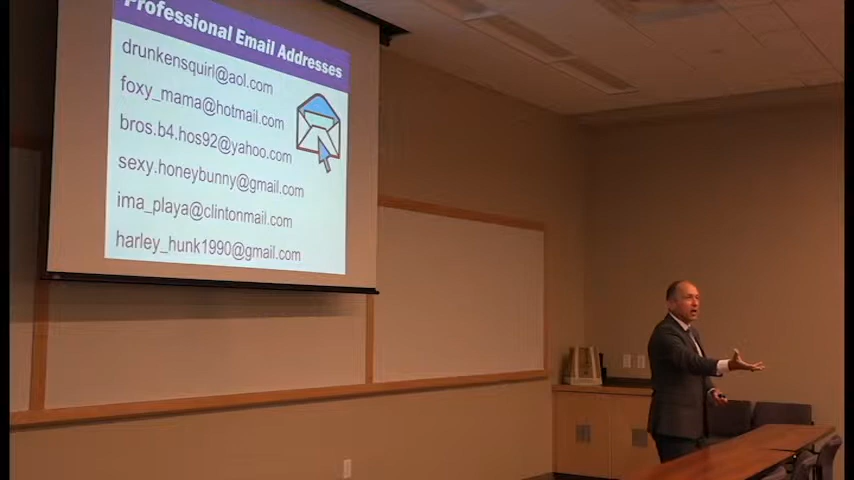 Professional Email Addresses
drunkensquirl@aol.com
foxy_mama@hotmail.com
bros.b4.hos92@yahoo.com
sexy.honeybunny@gmail.com
ima_playa@clintonmail.com
harley_hunk1990@gmail.com